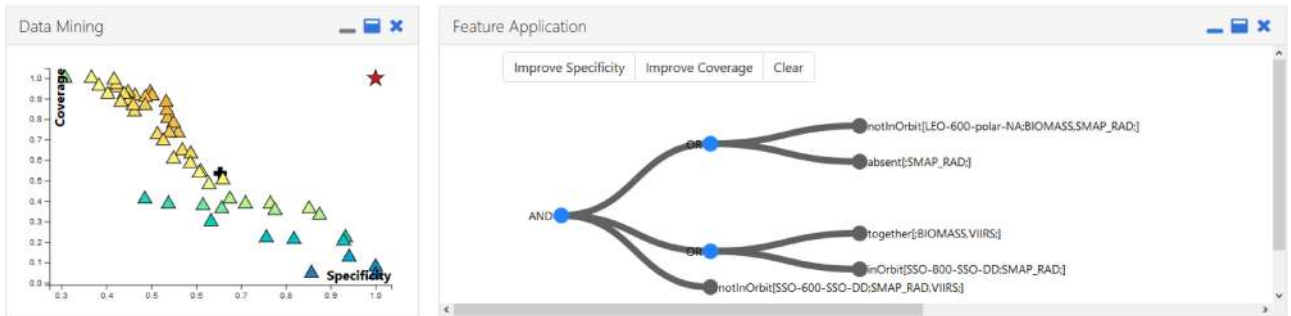 Data Mining
Coverage
1.0
0.9
0.8
0.7
0.6
0.5
0.4
0.3
0.2
0.1
0.0
Specificity
0.3 0.4 0.5 0.6 0.7 0.8 0.9 1.0
Feature Application
Improve Specificity Improve Coverage Clear
OR
notInOrbit[LEO-600-polar-NA;BIOMASS,SMAP_RAD;]
absent[;SMAP_RAD;]
AND
together[;BIOMASS,VIIRS;]
OR
inOrbit[SSO-800-SSO-DD;SMAP_RAD;]
notInOrbit[SSO-600-SSO-DD;SMAP_RAD,VIIRS;]